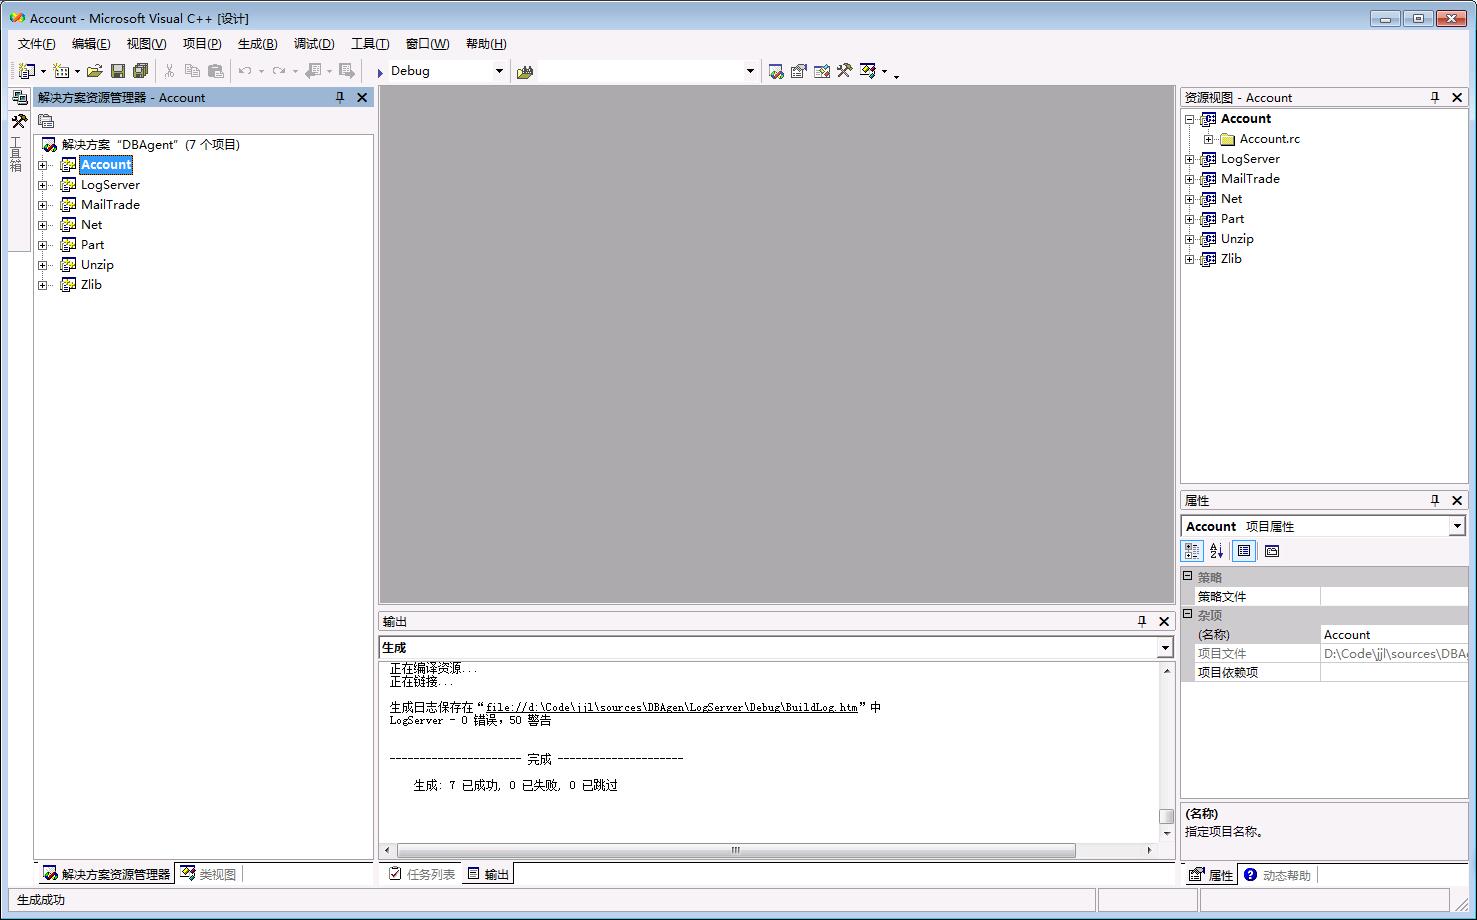 Account - Microsoft Visual C++ [设计]
文件(F) 编辑(E) 视图(V) 项目(P) 生成(B) 调试(D) 工具(T) 窗口(W) 帮助(H)
Debug
解决方案资源管理器 - Account
工具箱
解决方案 “DBAgent” (7 个项目)
Account
LogServer
MailTrade
Net
Part
Unzip
Zlib
解决方案资源管理器 类视图
输出
生成
正在编译资源...
正在链接...
生成日志保存在“file://d:\Code\jjl\sources\DBAgen\LogServer\Debug\BuildLog.htm”中
LogServer - 0 错误，50 警告
---------------------- 完成 ---------------------
生成: 7 已成功, 0 已失败, 0 已跳过
任务列表 输出
资源视图 - Account
Account
Account.rc
LogServer
MailTrade
Net
Part
Unzip
Zlib
属性
Account 项目属性
策略
策略文件
杂项
(名称) Account
项目文件 D:\Code\jjl\sources\DBA
项目依赖项
(名称)
指定项目名称。
属性 动态帮助
生成成功